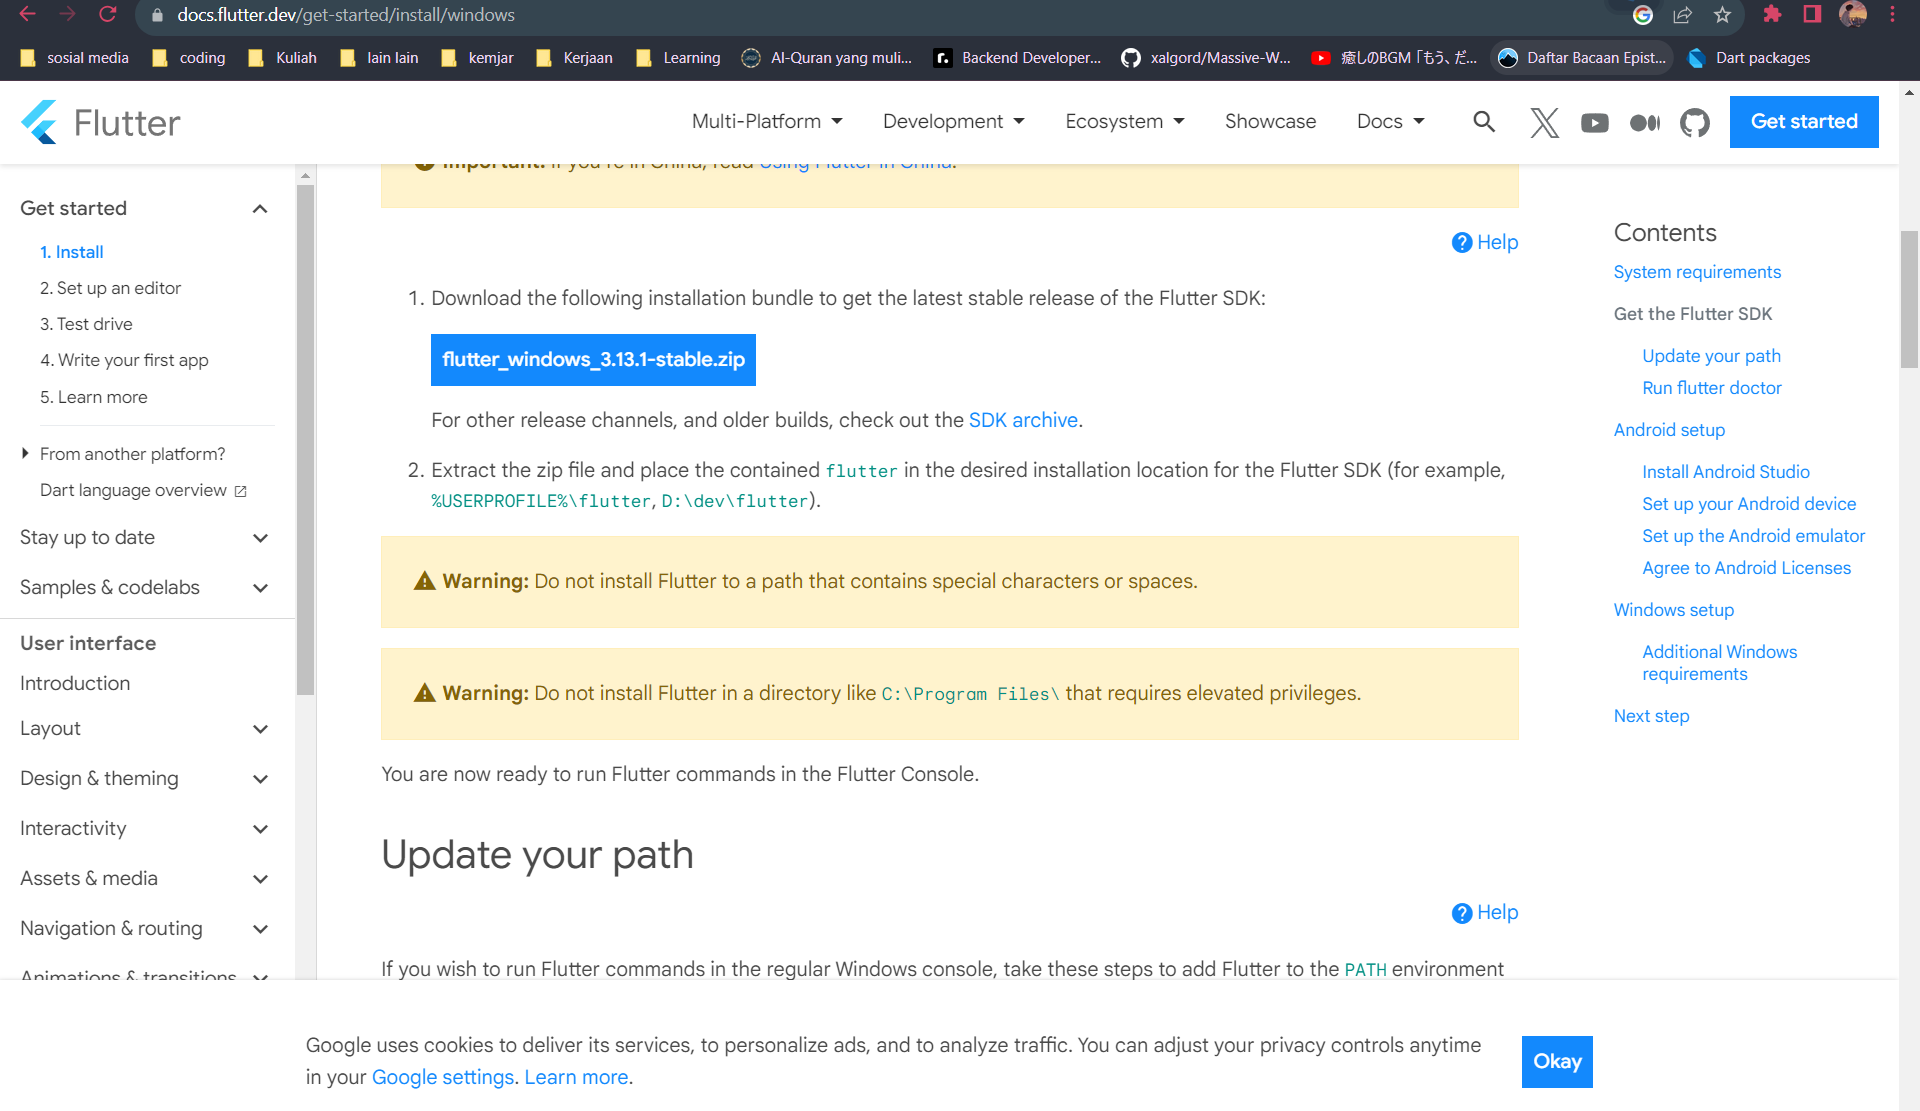 docs.flutter.dev/get-started/install/windows
sosial media
coding
Kuliah
lain lain
kemjar
Kerjaan
Learning
Al-Quran yang muli...
Backend Developer...
xalgord/Massive-W...
癒しのBGM「もう、だ...
Daftar Bacaan Epist...
Dart packages
Flutter
Multi-Platform
Development
Ecosystem
Showcase
Docs
Get started
Get started
1. Install
2. Set up an editor
3. Test drive
4. Write your first app
5. Learn more
From another platform?
Dart language overview
Stay up to date
Samples & codelabs
User interface
Introduction
Layout
Design & theming
Interactivity
Assets & media
Navigation & routing
Animations & transitions
Important: If you're in China, read Using Flutter in China.
Help
1. Download the following installation bundle to get the latest stable release of the Flutter SDK:
flutter_windows_3.13.1-stable.zip
For other release channels, and older builds, check out the SDK archive.
2. Extract the zip file and place the contained flutter in the desired installation location for the Flutter SDK (for example,
%USERPROFILE%\flutter, D:\dev\flutter).
Warning: Do not install Flutter to a path that contains special characters or spaces.
Warning: Do not install Flutter in a directory like C:\Program Files\ that requires elevated privileges.
You are now ready to run Flutter commands in the Flutter Console.
Update your path
Help
If you wish to run Flutter commands in the regular Windows console, take these steps to add Flutter to the PATH environment
Contents
System requirements
Get the Flutter SDK
Update your path
Run flutter doctor
Android setup
Install Android Studio
Set up your Android device
Set up the Android emulator
Agree to Android Licenses
Windows setup
Additional Windows
requirements
Next step
Google uses cookies to deliver its services, to personalize ads, and to analyze traffic. You can adjust your privacy controls anytime
in your Google settings. Learn more.
Okay